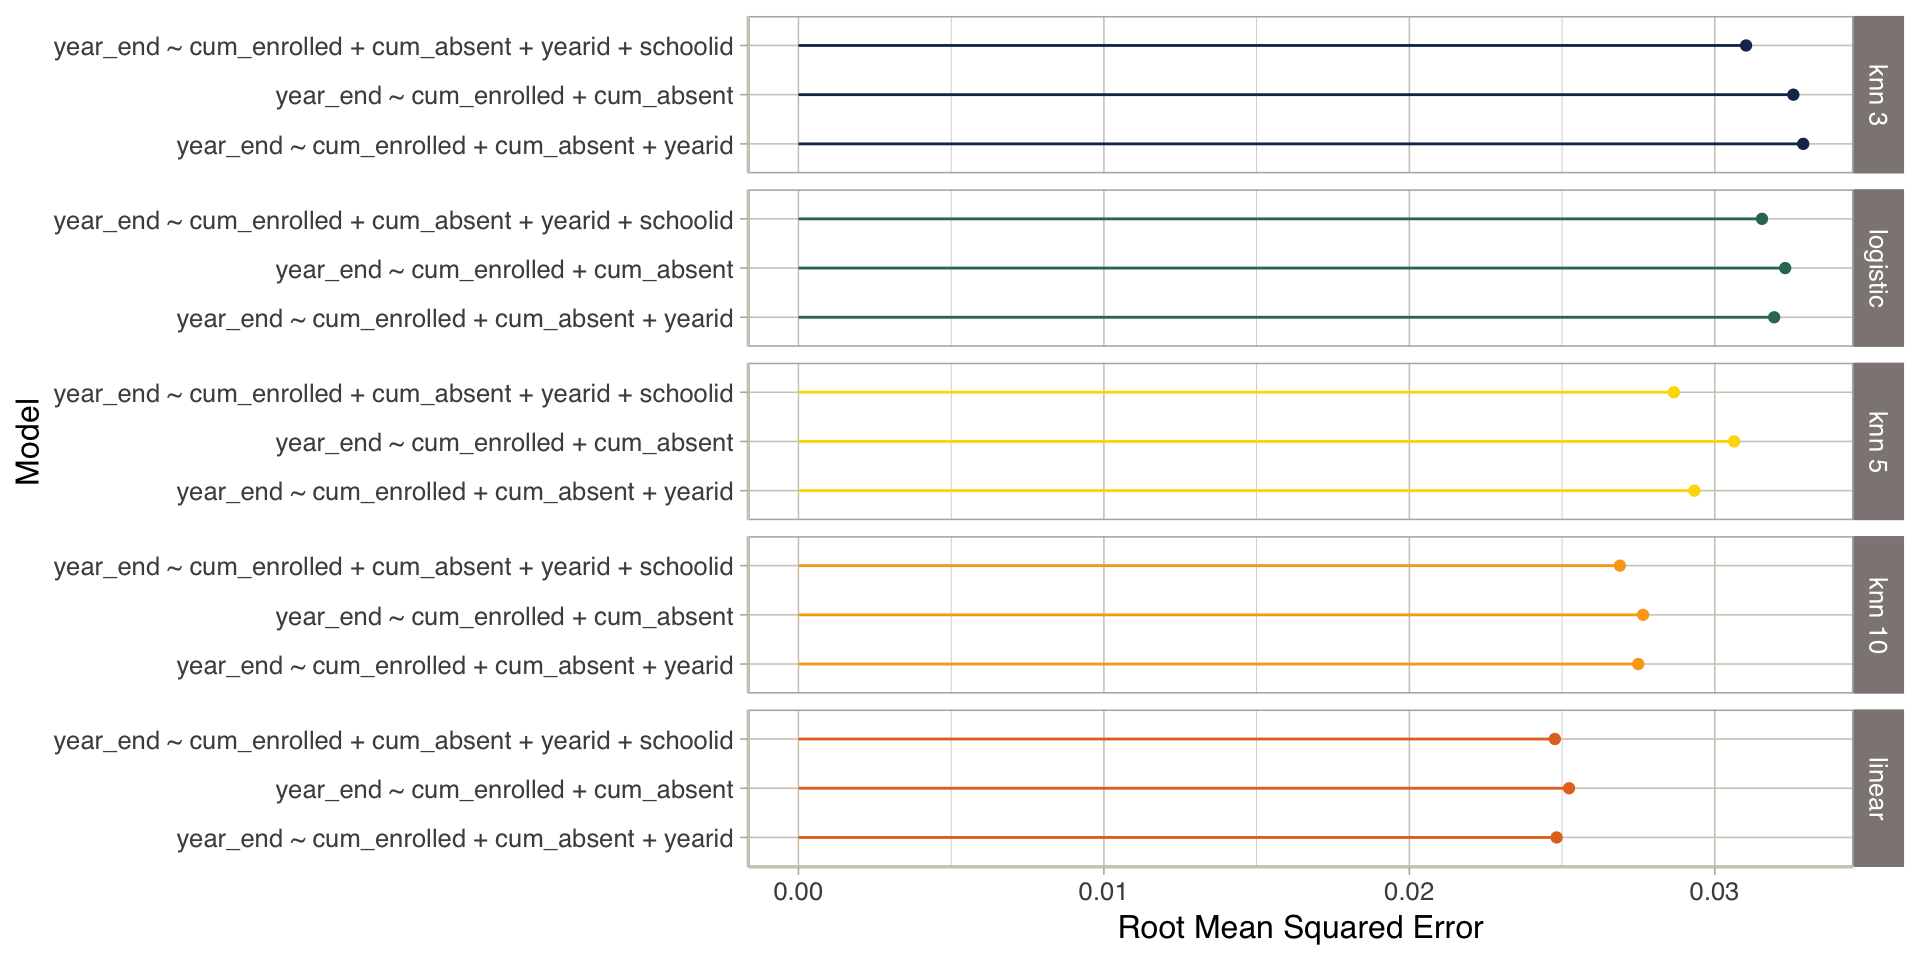 year_end ~ cum_enrolled + cum_absent + yearid + schoolid
year_end ~ cum_enrolled + cum_absent
year_end ~ cum_enrolled + cum_absent + yearid
knn 3
year_end ~ cum_enrolled + cum_absent + yearid + schoolid
year_end ~ cum_enrolled + cum_absent
year_end ~ cum_enrolled + cum_absent + yearid
logistic
Model
year_end ~ cum_enrolled + cum_absent + yearid + schoolid
year_end ~ cum_enrolled + cum_absent
year_end ~ cum_enrolled + cum_absent + yearid
knn 5
year_end ~ cum_enrolled + cum_absent + yearid + schoolid
year_end ~ cum_enrolled + cum_absent
year_end ~ cum_enrolled + cum_absent + yearid
knn 10
year_end ~ cum_enrolled + cum_absent + yearid + schoolid
year_end ~ cum_enrolled + cum_absent
year_end ~ cum_enrolled + cum_absent + yearid
linear
0.00 0.01 0.02 0.03
Root Mean Squared Error